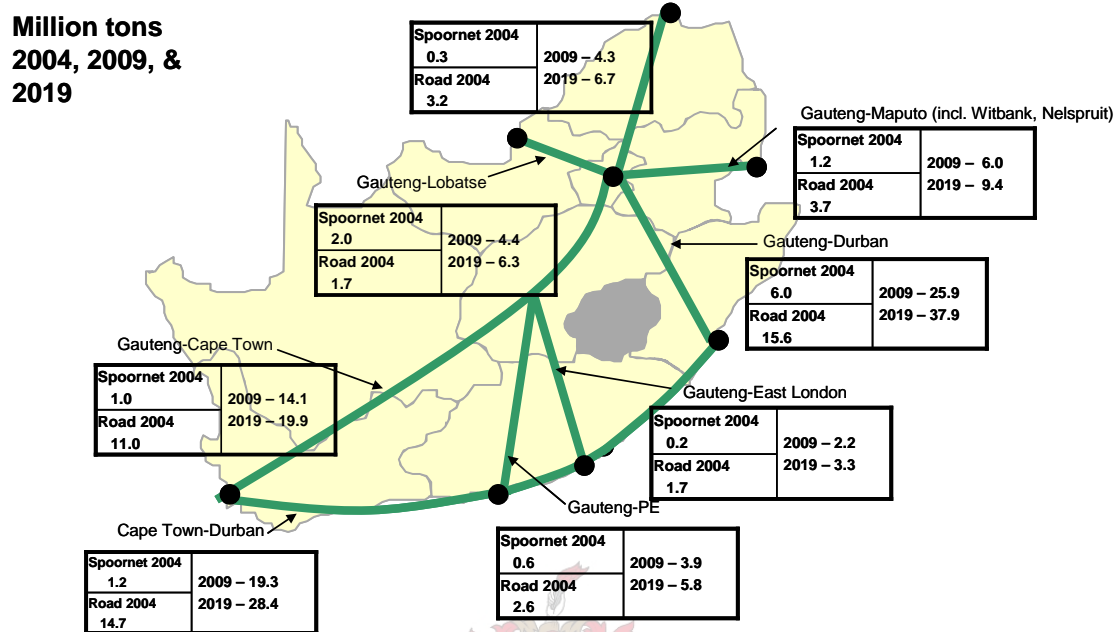 Million tons
2004, 2009, &
2019
Spoornet 2004
0.3
Road 2004
3.2
2009 – 4.3
2019 – 6.7
Gauteng-Maputo (incl. Witbank, Nelspruit)
Spoornet 2004
1.2
Road 2004
3.7
2009 – 6.0
2019 – 9.4
Gauteng-Lobatse
Spoornet 2004
2.0
Road 2004
1.7
2009 – 4.4
2019 – 6.3
Gauteng-Durban
Spoornet 2004
6.0
Road 2004
15.6
2009 – 25.9
2019 – 37.9
Gauteng-Cape Town
Spoornet 2004
1.0
Road 2004
11.0
2009 – 14.1
2019 – 19.9
Gauteng-East London
Spoornet 2004
0.2
Road 2004
1.7
2009 – 2.2
2019 – 3.3
Gauteng-PE
Spoornet 2004
0.6
Road 2004
2.6
2009 – 3.9
2019 – 5.8
Cape Town-Durban
Spoornet 2004
1.2
Road 2004
14.7
2009 – 19.3
2019 – 28.4